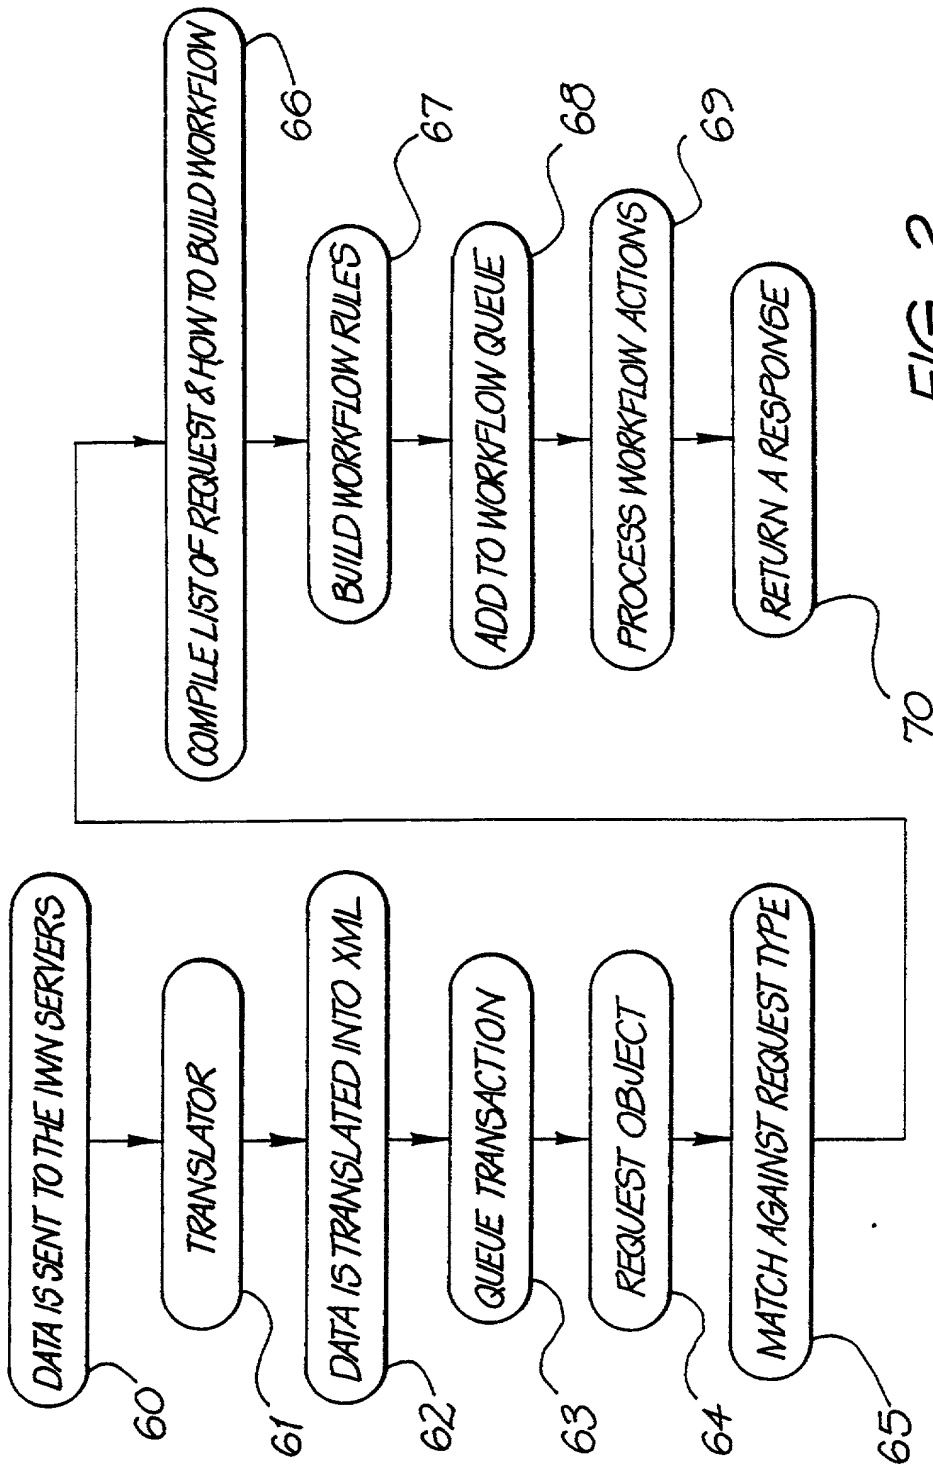 DATA IS SENT TO THE IWN SERVERS
60
TRANSLATOR
61
DATA IS TRANSLATED INTO XML
62
QUEUE TRANSACTION
63
REQUEST OBJECT
64
MATCH AGAINST REQUEST TYPE
65
COMPILE LIST OF REQUEST & HOW TO BUILD WORKFLOW
66
BUILD WORKFLOW RULES
67
ADD TO WORKFLOW QUEUE
68
PROCESS WORKFLOW ACTIONS
69
RETURN A RESPONSE
70
FIG 2